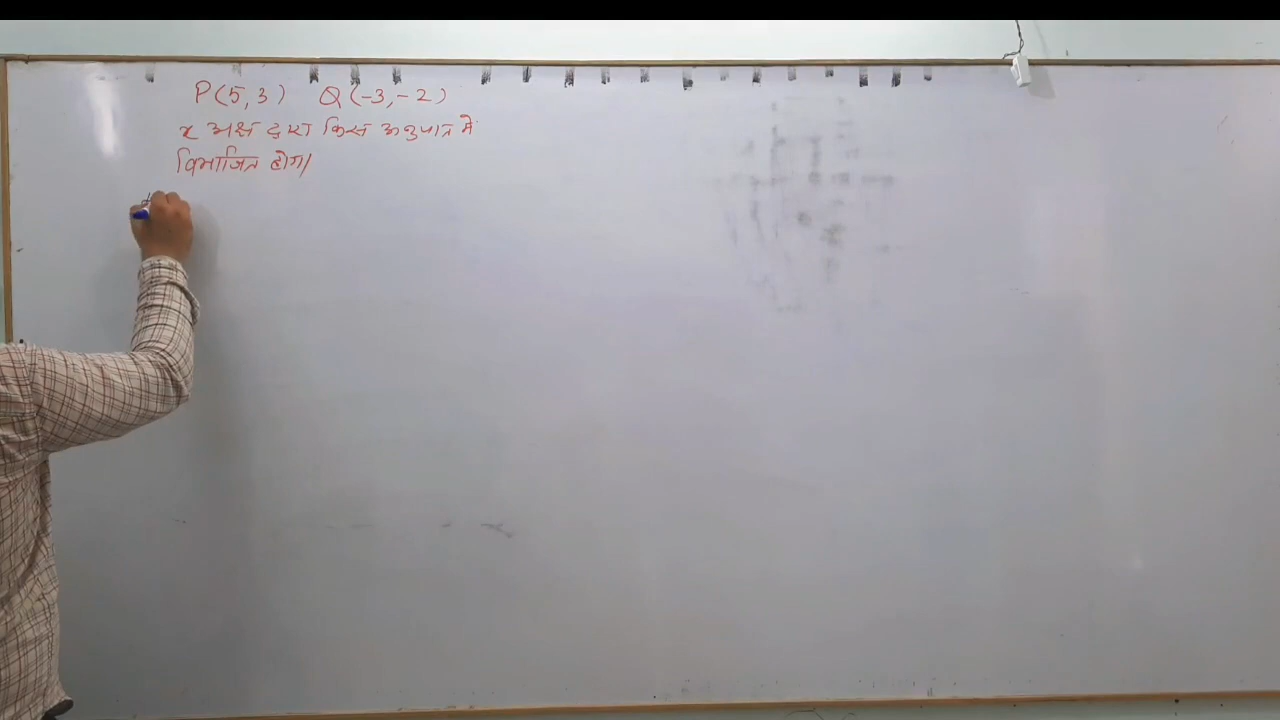 P(5,3) Q(-3,-2)
x अक्ष द्वारा किस अनुपात में
विभाजित होगा